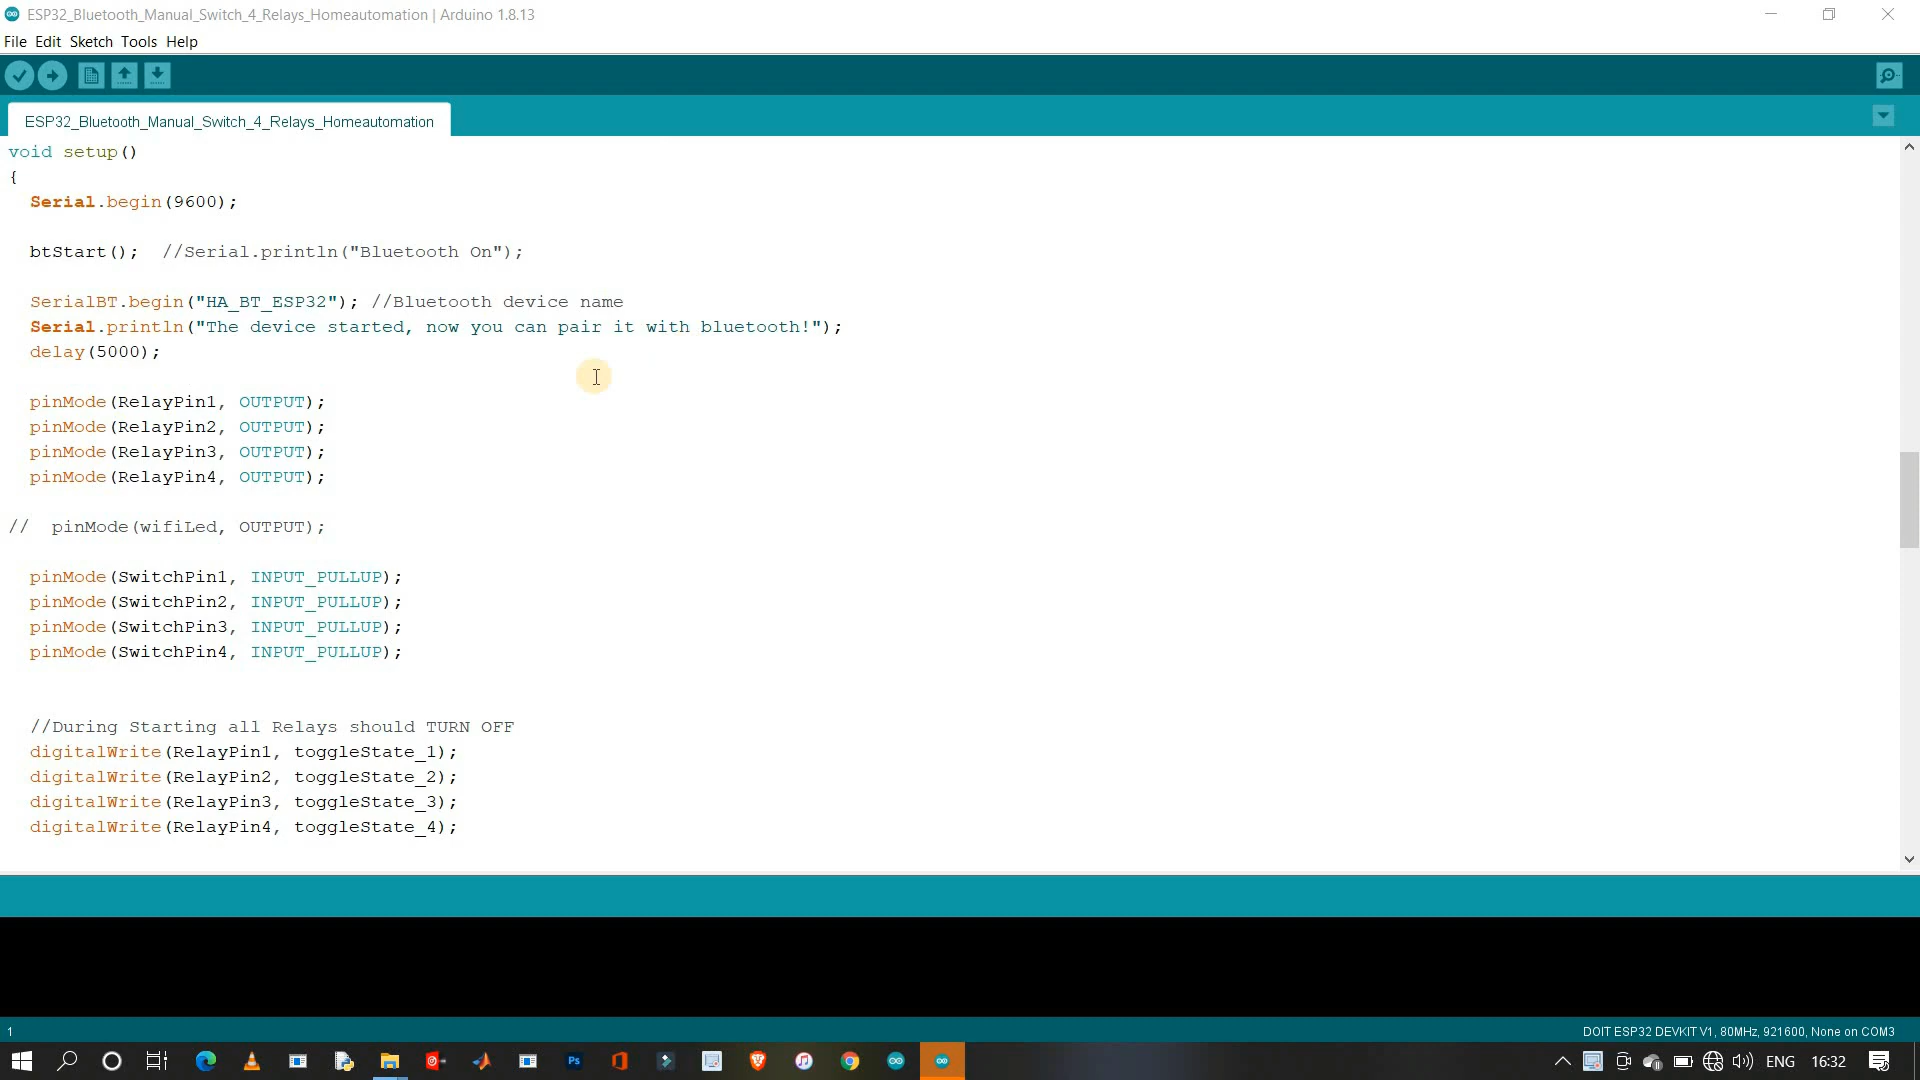 ESP32_Bluetooth_Manual_Switch_4_Relays_Homeautomation | Arduino 1.8.13
File Edit Sketch Tools Help
ESP32_Bluetooth_Manual_Switch_4_Relays_Homeautomation
void setup()
{
Serial.begin(9600);
btStart();  //Serial.println("Bluetooth On");
SerialBT.begin("HA_BT_ESP32"); //Bluetooth device name
Serial.println("The device started, now you can pair it with bluetooth!");
delay(5000);
pinMode(RelayPin1, OUTPUT);
pinMode(RelayPin2, OUTPUT);
pinMode(RelayPin3, OUTPUT);
pinMode(RelayPin4, OUTPUT);
//  pinMode(wifiLed, OUTPUT);
pinMode(SwitchPin1, INPUT_PULLUP);
pinMode(SwitchPin2, INPUT_PULLUP);
pinMode(SwitchPin3, INPUT_PULLUP);
pinMode(SwitchPin4, INPUT_PULLUP);
//During Starting all Relays should TURN OFF
digitalWrite(RelayPin1, toggleState_1);
digitalWrite(RelayPin2, toggleState_2);
digitalWrite(RelayPin3, toggleState_3);
digitalWrite(RelayPin4, toggleState_4);
1
DOIT ESP32 DEVKIT V1, 80MHz, 921600, None on COM3
Ps
ENG
16:32